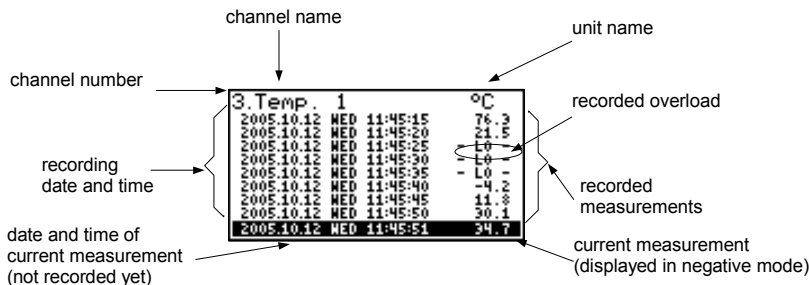 channel name
unit name
channel number
recorded overload
3.Temp. 1 °C
2005.10.12 WED 11:45:15 76.3
2005.10.12 WED 11:45:20 21.5
2005.10.12 WED 11:45:25 - L0 -
2005.10.12 WED 11:45:30 - L0 -
2005.10.12 WED 11:45:35 - L0 -
2005.10.12 WED 11:45:40 -4.2
2005.10.12 WED 11:45:45 11.8
2005.10.12 WED 11:45:50 30.1
2005.10.12 WED 11:45:51 34.7
recording
date and time
recorded
measurements
date and time of
current measurement
(not recorded yet)
current measurement
(displayed in negative mode)